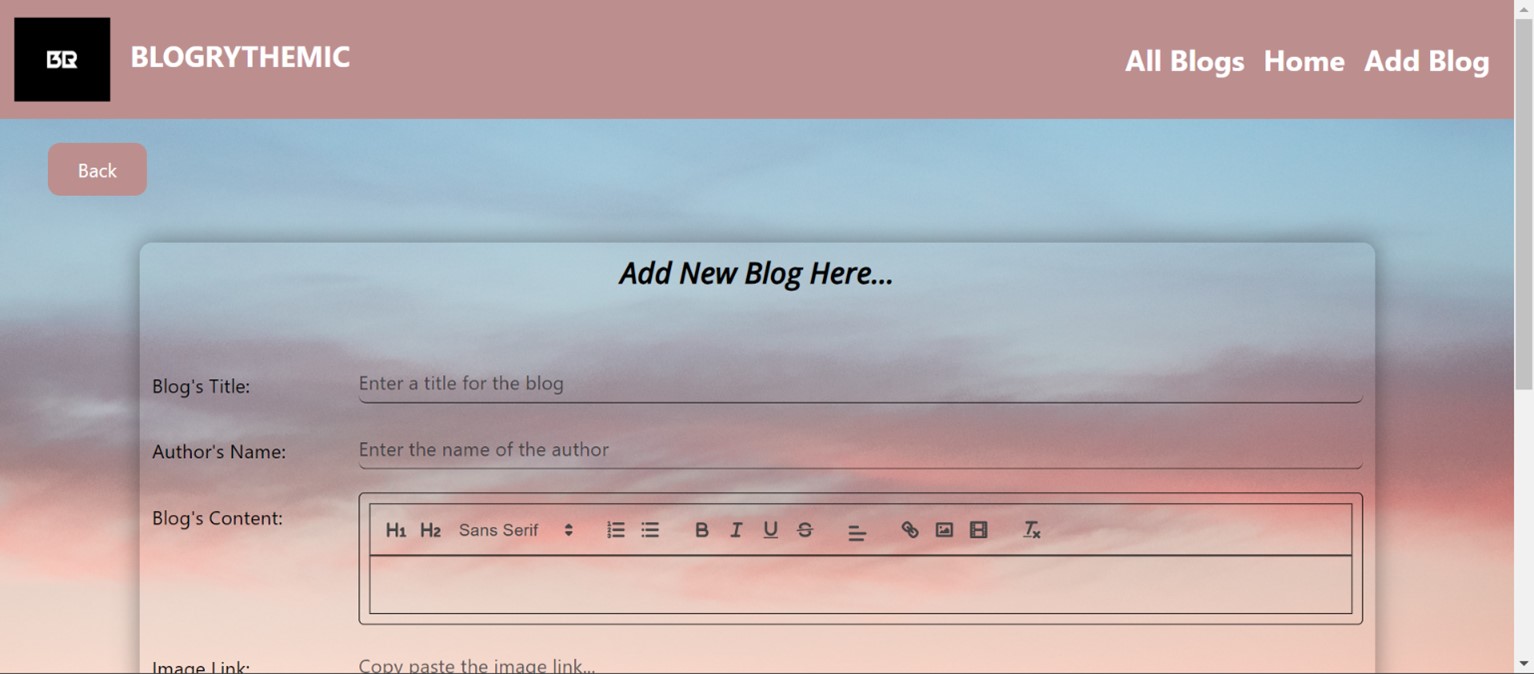 BR BLOGRYTHEMIC All Blogs Home Add Blog
Back
Add New Blog Here...
Blog's Title: Enter a title for the blog
Author's Name: Enter the name of the author
Blog's Content: H1 H2 Sans Serif B I U S Tx
Image Link: Copy paste the image link...